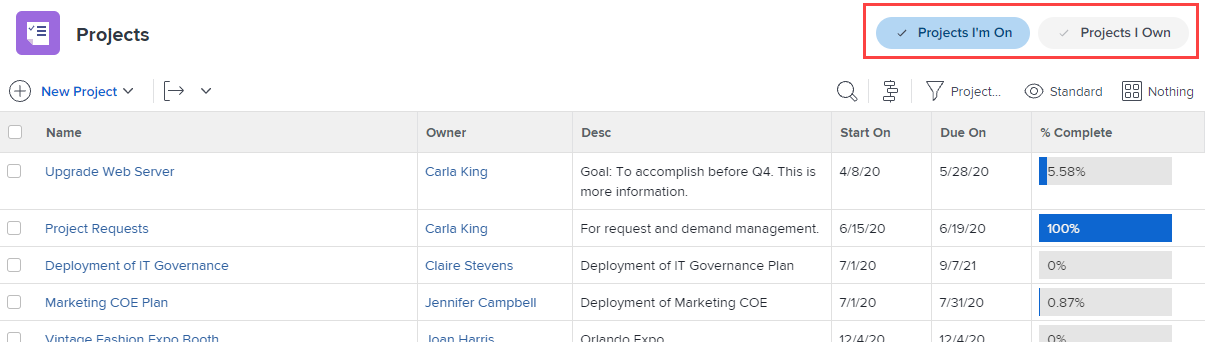 Projects
Projects I'm On Projects I Own
New Project Project... Standard Nothing
Name Owner Desc Start On Due On % Complete
Upgrade Web Server Carla King Goal: To accomplish before Q4. This is 4/8/20 5/28/20 5.58%
more information.
Project Requests Carla King For request and demand management. 6/15/20 6/19/20 100%
Deployment of IT Governance Claire Stevens Deployment of IT Governance Plan 7/1/20 9/7/21 0%
Marketing COE Plan Jennifer Campbell Deployment of Marketing COE 7/1/20 7/31/20 0.87%
Vintage Fashion Expo Booth Joan Harris Orlando Expo 12/4/20 12/4/20 0%